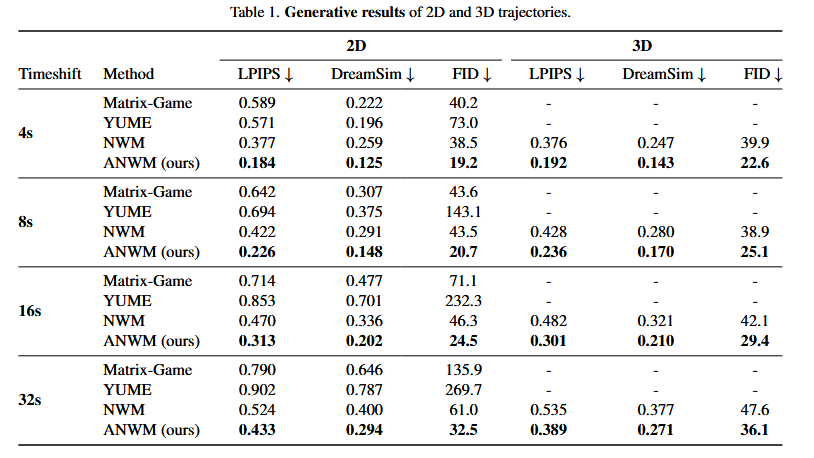 Table 1. Generative results of 2D and 3D trajectories.
2D 3D
Timeshift Method LPIPS ↓ DreamSim ↓ FID ↓ LPIPS ↓ DreamSim ↓ FID ↓
Matrix-Game 0.589 0.222 40.2 - - -
YUME 0.571 0.196 73.0 - - -
4s
NWM 0.377 0.259 38.5 0.376 0.247 39.9
ANWM (ours) 0.184 0.125 19.2 0.192 0.143 22.6
Matrix-Game 0.642 0.307 43.6 - - -
YUME 0.694 0.375 143.1 - - -
8s
NWM 0.422 0.291 43.5 0.428 0.280 38.9
ANWM (ours) 0.226 0.148 20.7 0.236 0.170 25.1
Matrix-Game 0.714 0.477 71.1 - - -
YUME 0.853 0.701 232.3 - - -
16s
NWM 0.470 0.336 46.3 0.482 0.321 42.1
ANWM (ours) 0.313 0.202 24.5 0.301 0.210 29.4
Matrix-Game 0.790 0.646 135.9 - - -
YUME 0.902 0.787 269.7 - - -
32s
NWM 0.524 0.400 61.0 0.535 0.377 47.6
ANWM (ours) 0.433 0.294 32.5 0.389 0.271 36.1